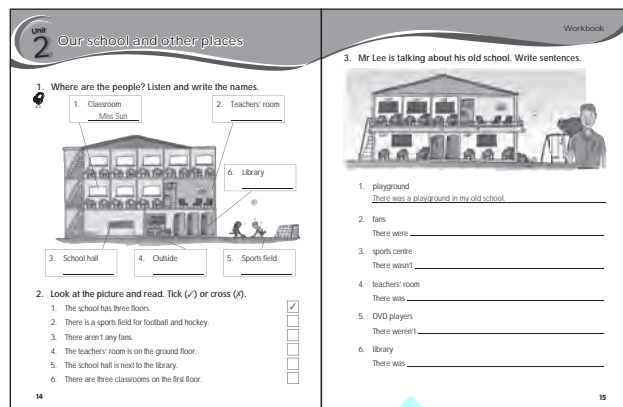 Unit
2
Our school and other places
1. Where are the people? Listen and write the names.
1. Classroom
Miss Sun
2. Teachers' room
6. Library
3. School hall
4. Outside
5. Sports field
2. Look at the picture and read. Tick (✓) or cross (✗).
1. The school has three floors. ✓
2. There is a sports field for football and hockey.
3. There aren't any fans.
4. The teachers' room is on the ground floor.
5. The school hall is next to the library.
6. There are three classrooms on the first floor.
14
Workbook
3. Mr Lee is talking about his old school. Write sentences.
1. playground
There was a playground in my old school.
2. fans
There were
3. sports centre
There wasn't
4. teachers' room
There was
5. DVD players
There weren't
6. library
There was
15